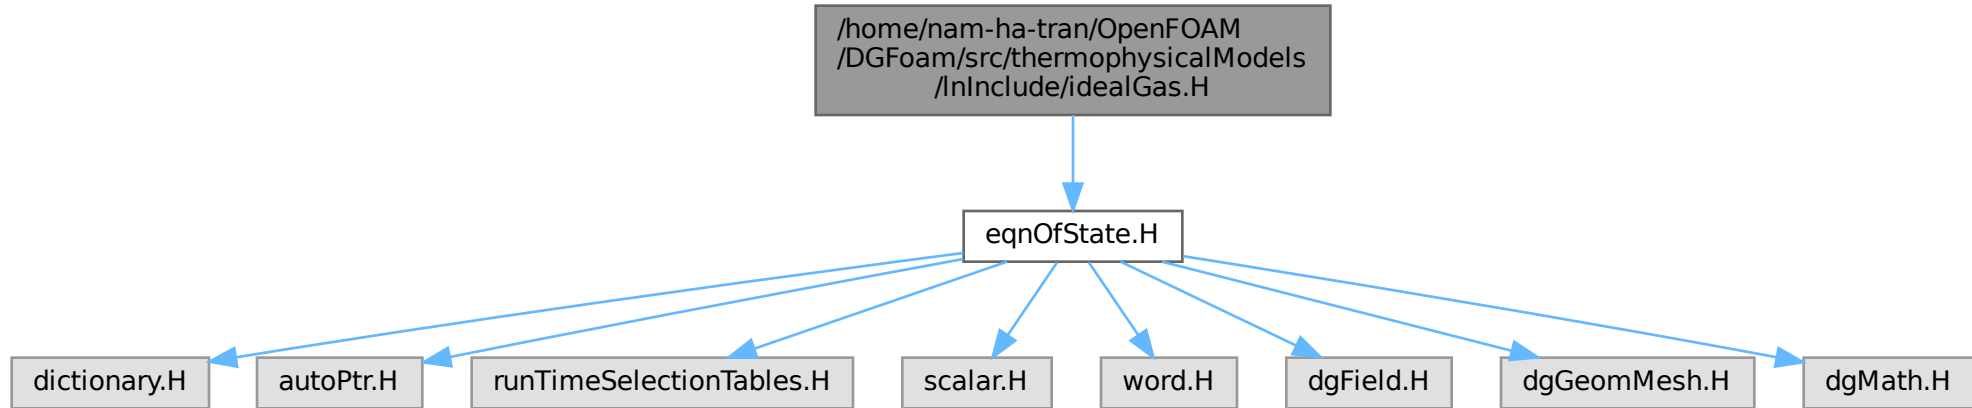 /home/nam-ha-tran/OpenFOAM
/DGFoam/src/thermophysicalModels
/lnInclude/idealGas.H
eqnOfState.H
dictionary.H
autoPtr.H
runTimeSelectionTables.H
scalar.H
word.H
dgField.H
dgGeomMesh.H
dgMath.H